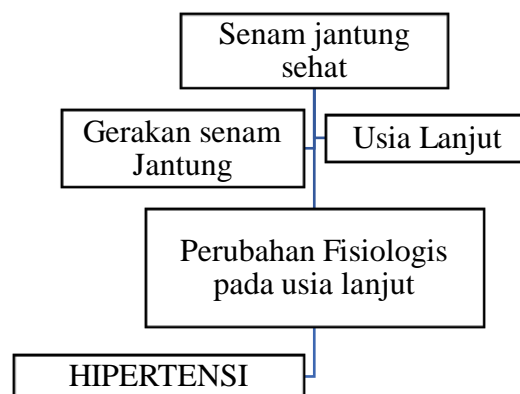 Senam jantung
sehat
Gerakan senam
Jantung
Usia Lanjut
Perubahan Fisiologis
pada usia lanjut
HIPERTENSI